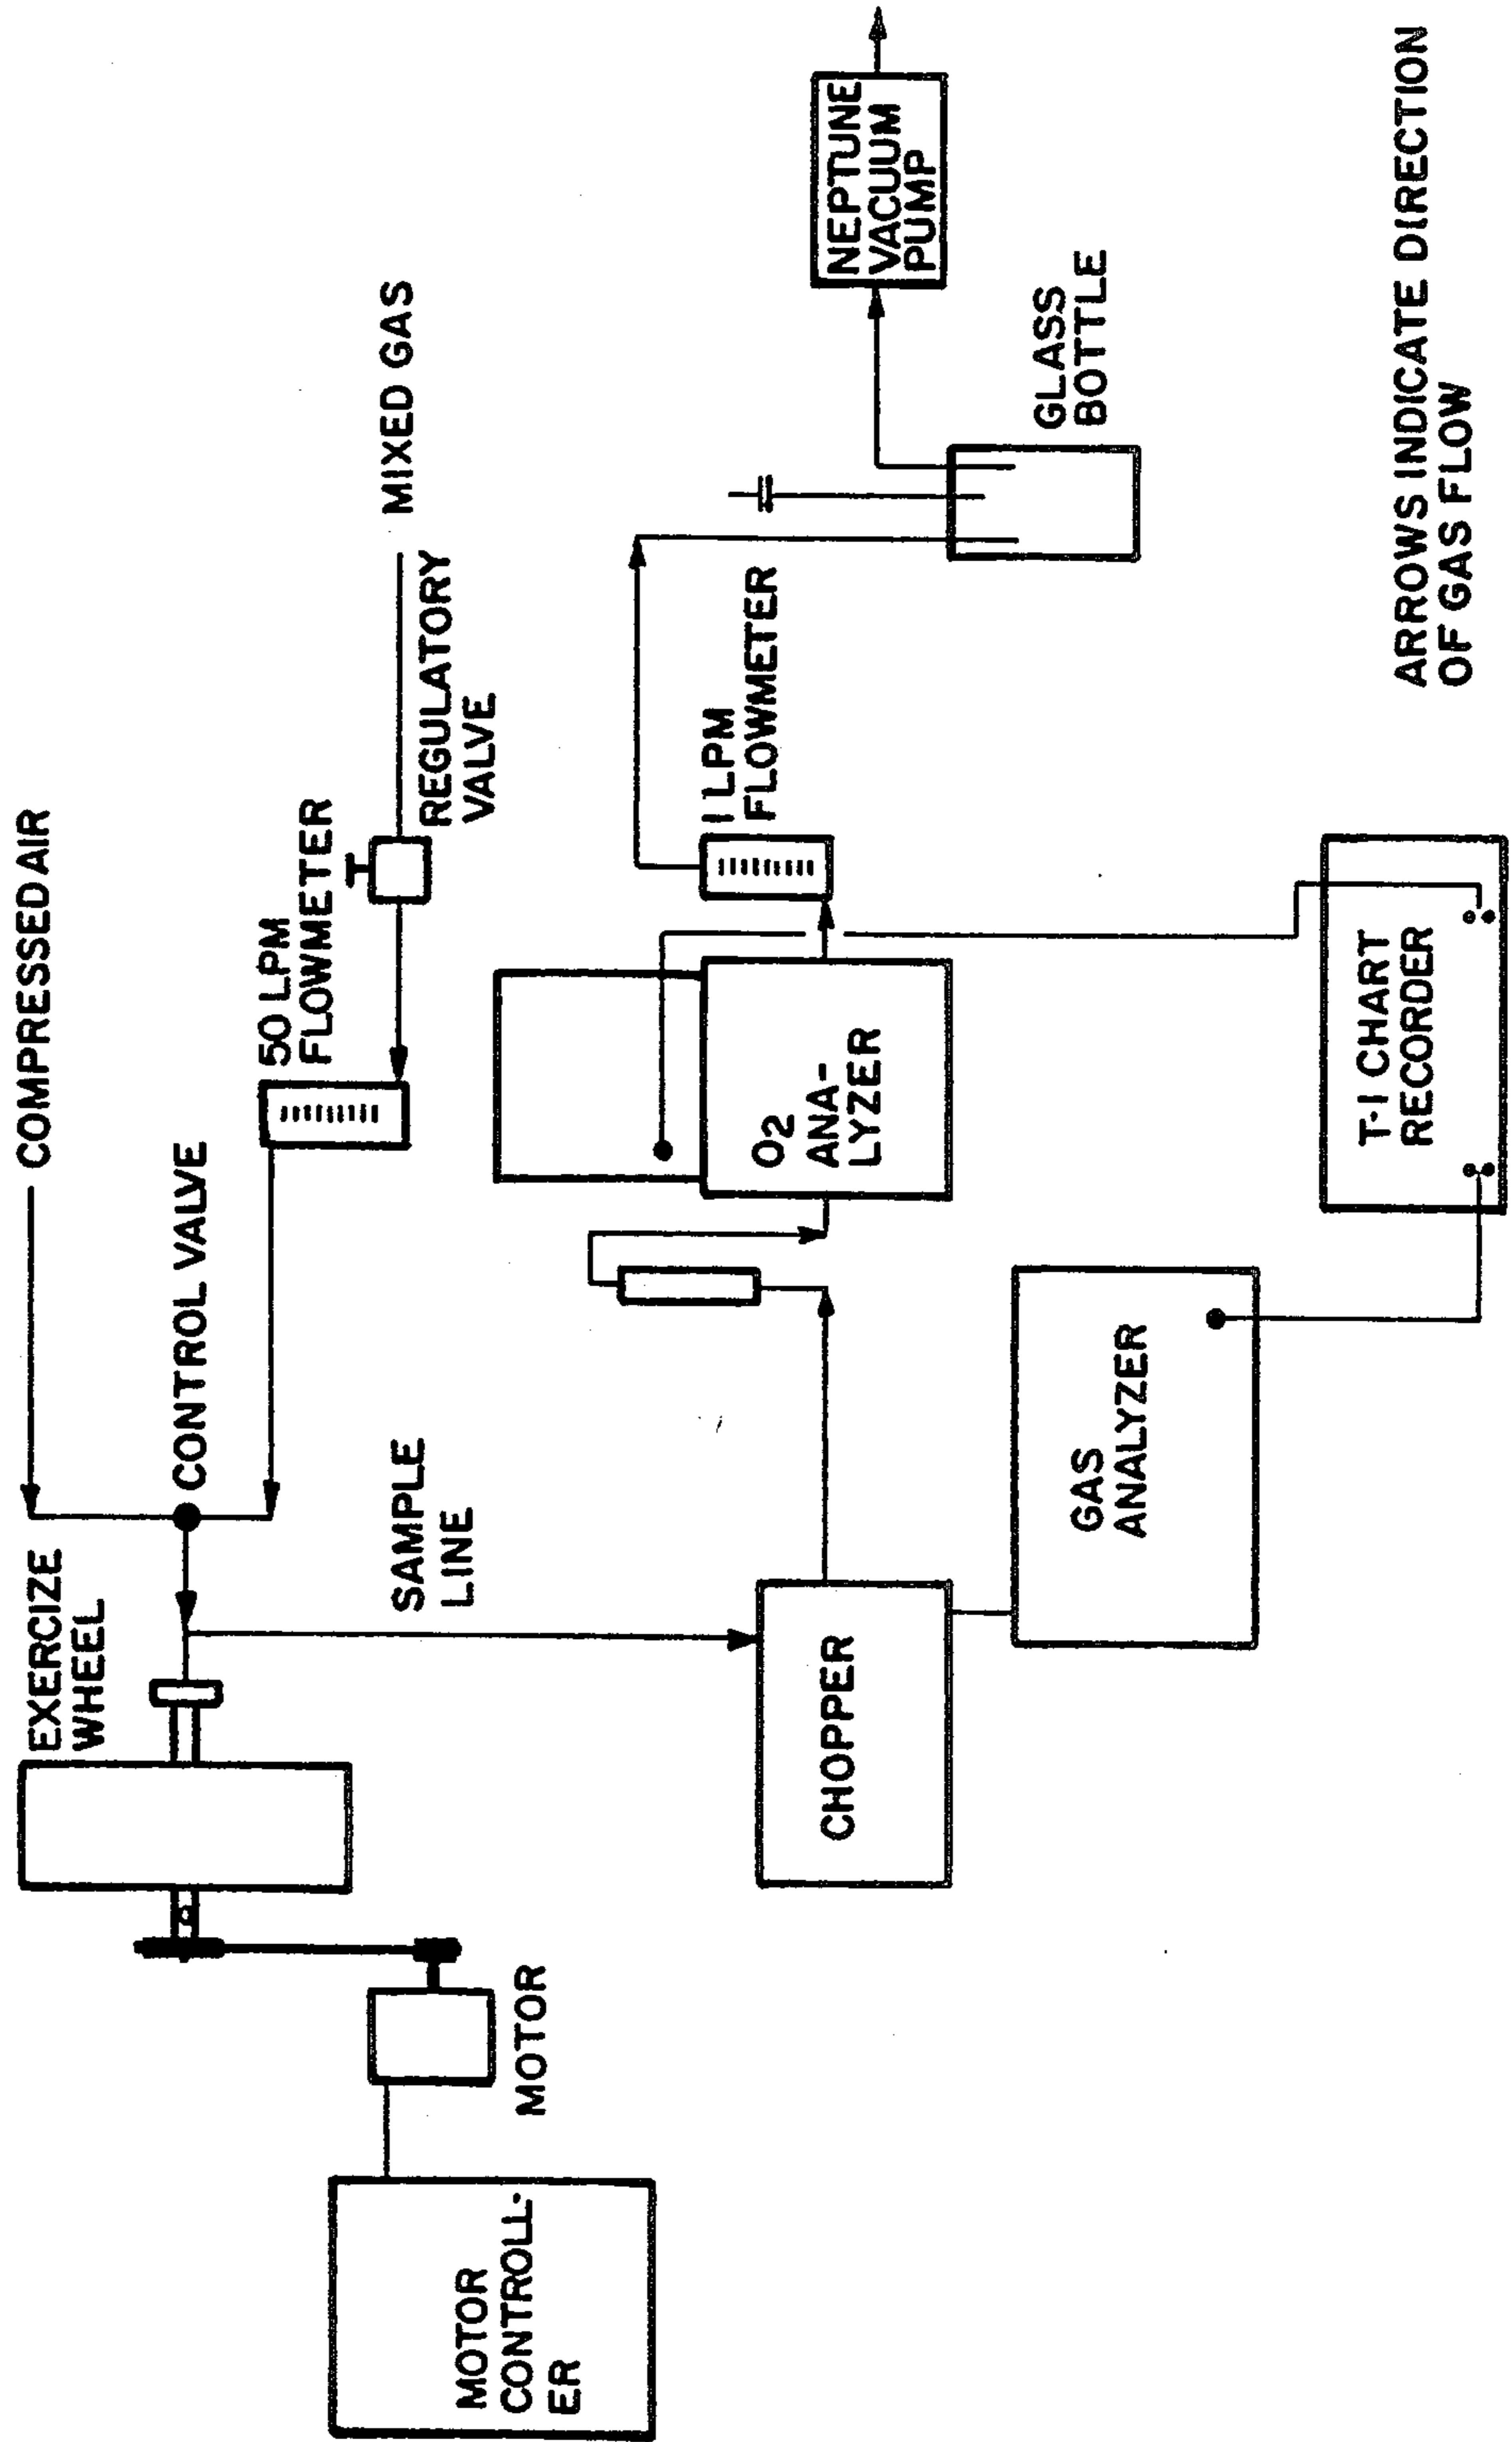 EXERCIZE
WHEEL
COMPRESSED AIR
CONTROL VALVE
50 LPM
FLOWMETER
MIXED GAS
REGULATORY
VALVE
MOTOR
CONTROLL-
ER
MOTOR
SAMPLE
LINE
CHOPPER
O2
ANA-
LYZER
1 LPM
FLOWMETER
NEPTUNE
VACUUM
PUMP
GLASS
BOTTLE
GAS
ANALYZER
T-I CHART
RECORDER
ARROWS INDICATE DIRECTION
OF GAS FLOW